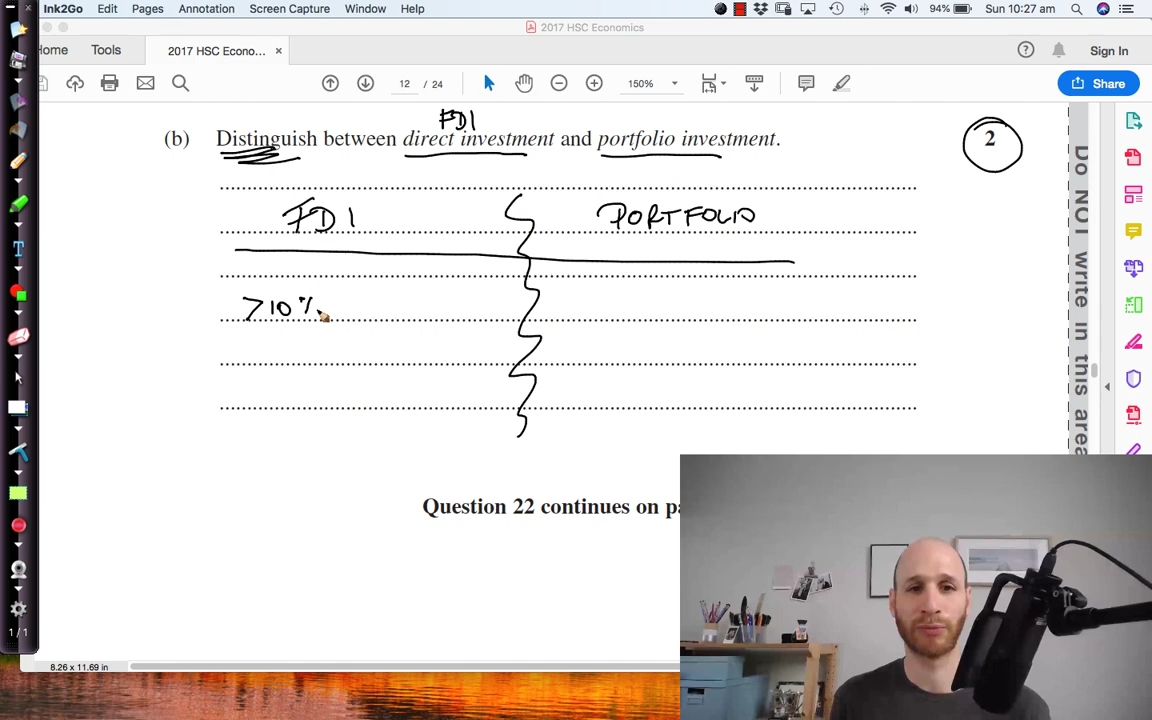 Ink2Go Edit Pages Annotation Screen Capture Window Help 94% Sun 10:27 am
2017 HSC Economics
Home Tools 2017 HSC Econo... × Sign In
12 / 24 150% Share
FDI
(b) Distinguish between direct investment and portfolio investment. 2
FDI PORTFOLIO
>10%
Question 22 continues on pa
Do NOT write in this area
1/1
8.26 x 11.69 in